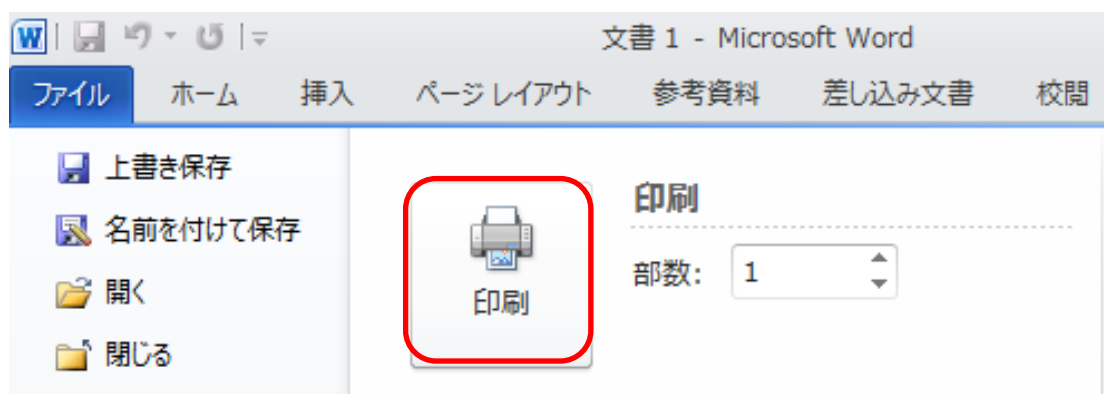 文書 1 - Microsoft Word
ファイル ホーム 挿入 ページ レイアウト 参考資料 差し込み文書 校閲
上書き保存
名前を付けて保存
開く
閉じる
印刷
印刷
部数: 1